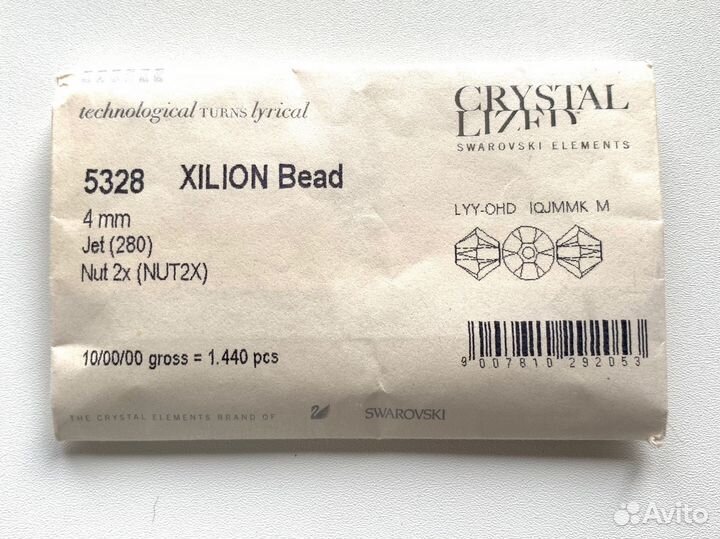 technological TURNS lyrical
CRYSTAL
LIZED™
SWAROVSKI ELEMENTS
5328 XILION Bead
4 mm
Jet (280)
Nut 2x (NUT2X)
LYY-OHD IQJMMK M
10/00/00 gross = 1.440 pcs
9 007810 292053
THE CRYSTAL ELEMENTS BRAND OF SWAROVSKI
Avito